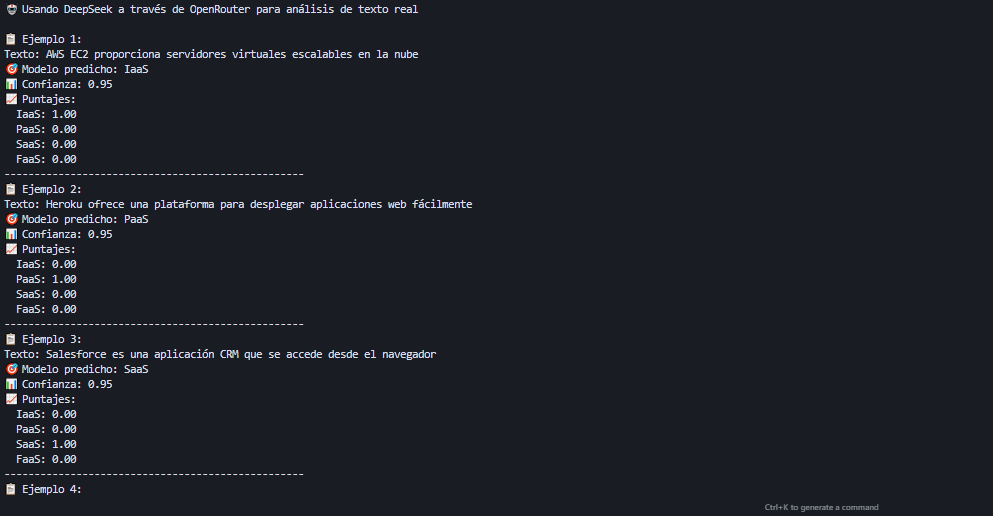 🤖 Usando DeepSeek a través de OpenRouter para análisis de texto real
📋 Ejemplo 1:
Texto: AWS EC2 proporciona servidores virtuales escalables en la nube
🎯 Modelo predicho: IaaS
📊 Confianza: 0.95
📈 Puntajes:
IaaS: 1.00
PaaS: 0.00
SaaS: 0.00
FaaS: 0.00
--------------------------------------------------
📋 Ejemplo 2:
Texto: Heroku ofrece una plataforma para desplegar aplicaciones web fácilmente
🎯 Modelo predicho: PaaS
📊 Confianza: 0.95
📈 Puntajes:
IaaS: 0.00
PaaS: 1.00
SaaS: 0.00
FaaS: 0.00
--------------------------------------------------
📋 Ejemplo 3:
Texto: Salesforce es una aplicación CRM que se accede desde el navegador
🎯 Modelo predicho: SaaS
📊 Confianza: 0.95
📈 Puntajes:
IaaS: 0.00
PaaS: 0.00
SaaS: 1.00
FaaS: 0.00
--------------------------------------------------
📋 Ejemplo 4:
Ctrl+K to generate a command